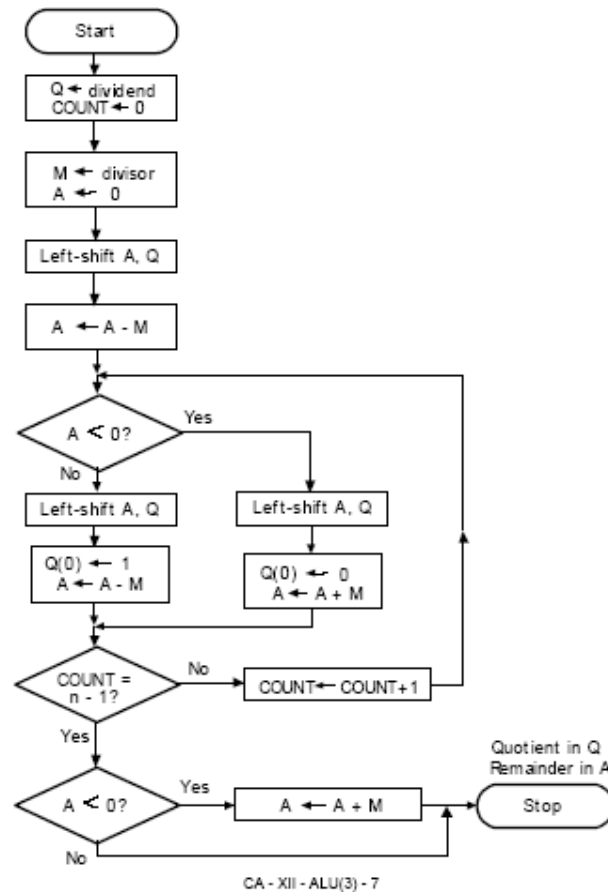 Start
Q ← dividend
COUNT ← 0
M ← divisor
A ← 0
Left-shift A, Q
A ← A - M
A < 0?
Yes
No
Left-shift A, Q
Left-shift A, Q
Q(0) ← 1
A ← A - M
Q(0) ← 0
A ← A + M
COUNT =
n - 1?
No
COUNT ← COUNT+1
Yes
Quotient in Q
Remainder in A
A < 0?
Yes
A ← A + M
Stop
No
CA - XII - ALU(3) - 7